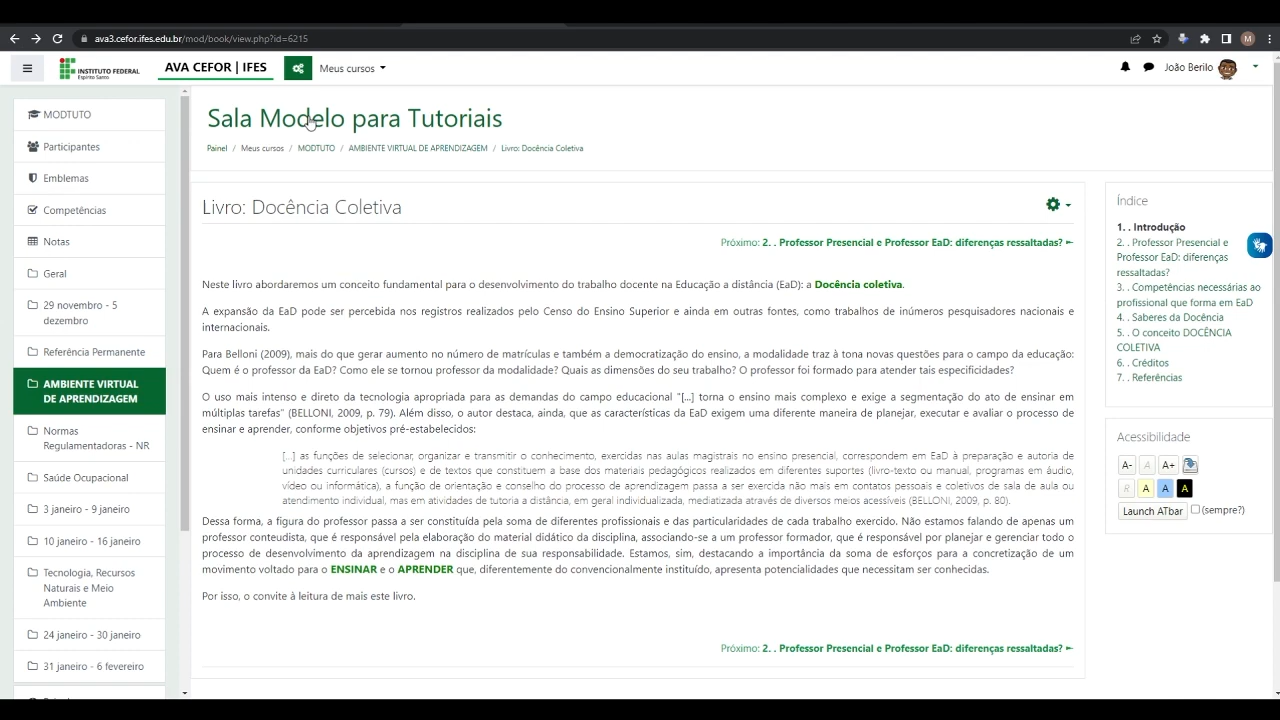 ava3.cefor.ifes.edu.br/mod/book/view.php?id=6215
M
INSTITUTO FEDERAL
Espírito Santo
AVA CEFOR | IFES
Meus cursos
João Berilo
MODTUTO
Participantes
Emblemas
Competências
Notas
Geral
29 novembro - 5
dezembro
Referência Permanente
AMBIENTE VIRTUAL
DE APRENDIZAGEM
Normas
Regulamentadoras - NR
Saúde Ocupacional
3 janeiro - 9 janeiro
10 janeiro - 16 janeiro
Tecnologia, Recursos
Naturais e Meio
Ambiente
24 janeiro - 30 janeiro
31 janeiro - 6 fevereiro
Sala Modelo para Tutoriais
Painel / Meus cursos / MODTUTO / AMBIENTE VIRTUAL DE APRENDIZAGEM / Livro: Docência Coletiva
Livro: Docência Coletiva
Próximo: 2. . Professor Presencial e Professor EaD: diferenças ressaltadas? ►
Neste livro abordaremos um conceito fundamental para o desenvolvimento do trabalho docente na Educação a distância (EaD): a Docência coletiva.
A expansão da EaD pode ser percebida nos registros realizados pelo Censo do Ensino Superior e ainda em outras fontes, como trabalhos de inúmeros pesquisadores nacionais e
internacionais.
Para Belloni (2009), mais do que gerar aumento no número de matrículas e também a democratização do ensino, a modalidade traz à tona novas questões para o campo da educação:
Quem é o professor da EaD? Como ele se tornou professor da modalidade? Quais as dimensões do seu trabalho? O professor foi formado para atender tais especificidades?
O uso mais intenso e direto da tecnologia apropriada para as demandas do campo educacional "[...] torna o ensino mais complexo e exige a segmentação do ato de ensinar em
múltiplas tarefas" (BELLONI, 2009, p. 79). Além disso, o autor destaca, ainda, que as características da EaD exigem uma diferente maneira de planejar, executar e avaliar o processo de
ensinar e aprender, conforme objetivos pré-estabelecidos:
[...] as funções de selecionar, organizar e transmitir o conhecimento, exercidas nas aulas magistrais no ensino presencial, correspondem em EaD à preparação e autoria de
unidades curriculares (cursos) e de textos que constituem a base dos materiais pedagógicos realizados em diferentes suportes (livro-texto ou manual, programas em áudio,
vídeo ou informática), a função de orientação e conselho do processo de aprendizagem passa a ser exercida não mais em contatos pessoais e coletivos de sala de aula ou
atendimento individual, mas em atividades de tutoria a distância, em geral individualizada, mediatizada através de diversos meios acessíveis (BELLONI, 2009, p. 80).
Dessa forma, a figura do professor passa a ser constituída pela soma de diferentes profissionais e das particularidades de cada trabalho exercido. Não estamos falando de apenas um
professor conteudista, que é responsável pela elaboração do material didático da disciplina, associando-se a um professor formador, que é responsável por planejar e gerenciar todo o
processo de desenvolvimento da aprendizagem na disciplina de sua responsabilidade. Estamos, sim, destacando a importância da soma de esforços para a concretização de um
movimento voltado para o ENSINAR e o APRENDER que, diferentemente do convencionalmente instituído, apresenta potencialidades que necessitam ser conhecidas.
Por isso, o convite à leitura de mais este livro.
Próximo: 2. . Professor Presencial e Professor EaD: diferenças ressaltadas? ►
Índice
1. . Introdução
2. . Professor Presencial e
Professor EaD: diferenças
ressaltadas?
3. . Competências necessárias ao
profissional que forma em EaD
4. . Saberes da Docência
5. . O conceito DOCÊNCIA
COLETIVA
6. . Créditos
7. . Referências
Acessibilidade
A- A A+
R A A A
Launch ATbar (sempre?)